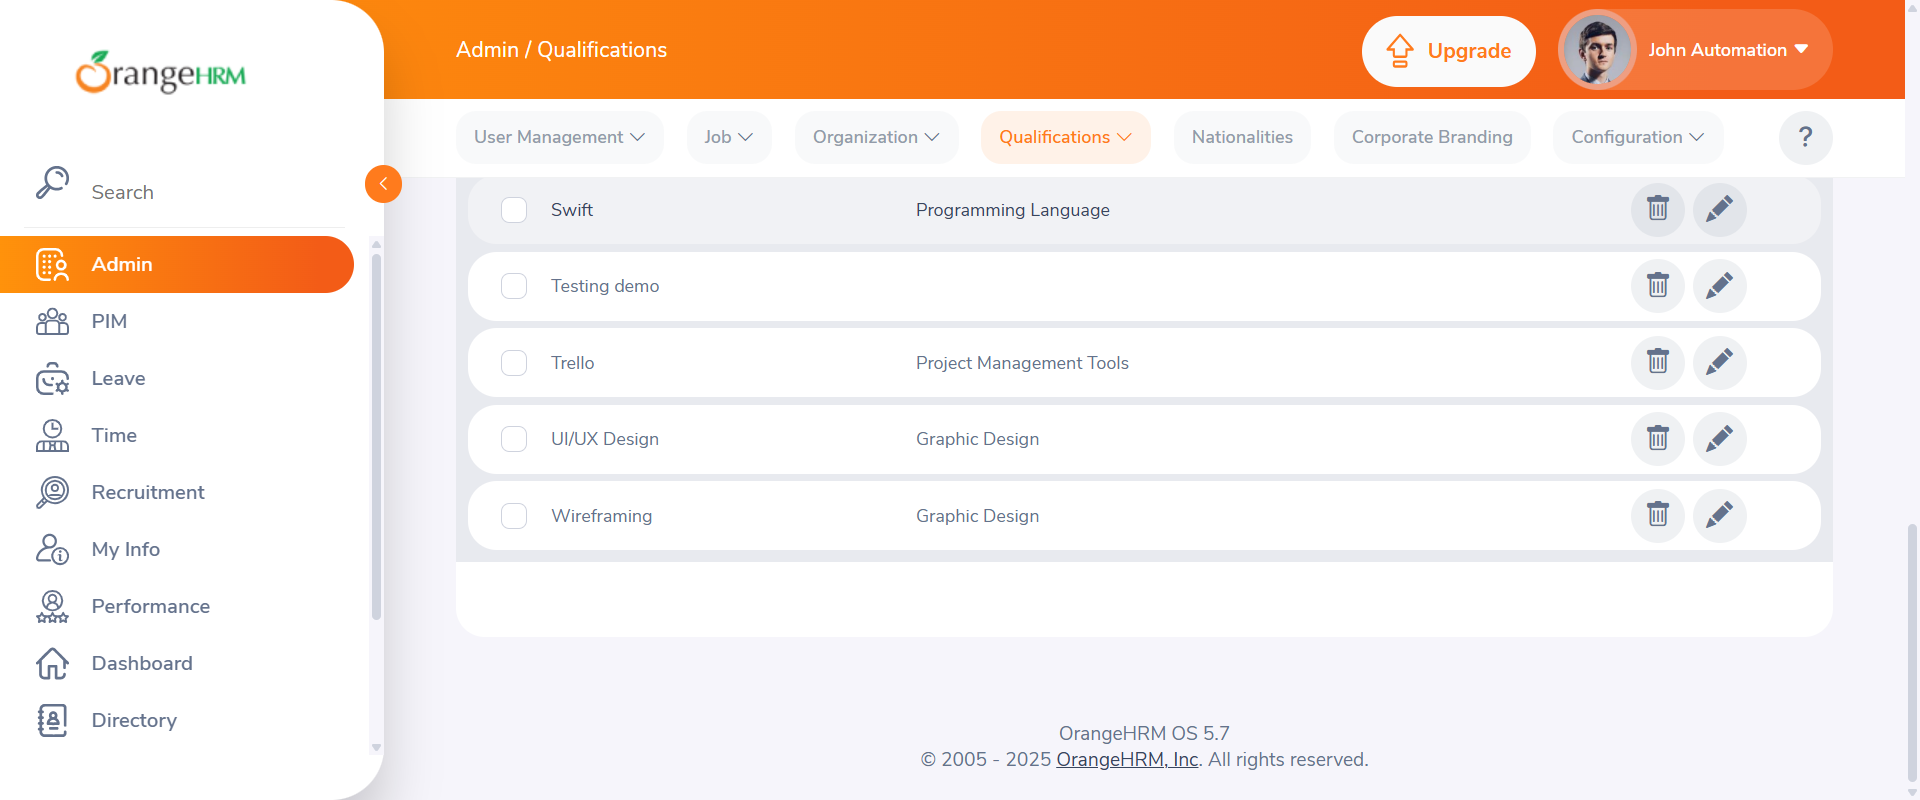 OrangeHRM
Admin / Qualifications
Upgrade
John Automation
User Management
Job
Organization
Qualifications
Nationalities
Corporate Branding
Configuration
?
Search
Admin
PIM
Leave
Time
Recruitment
My Info
Performance
Dashboard
Directory
Swift Programming Language
Testing demo
Trello Project Management Tools
UI/UX Design Graphic Design
Wireframing Graphic Design
OrangeHRM OS 5.7
© 2005 - 2025 OrangeHRM, Inc. All rights reserved.